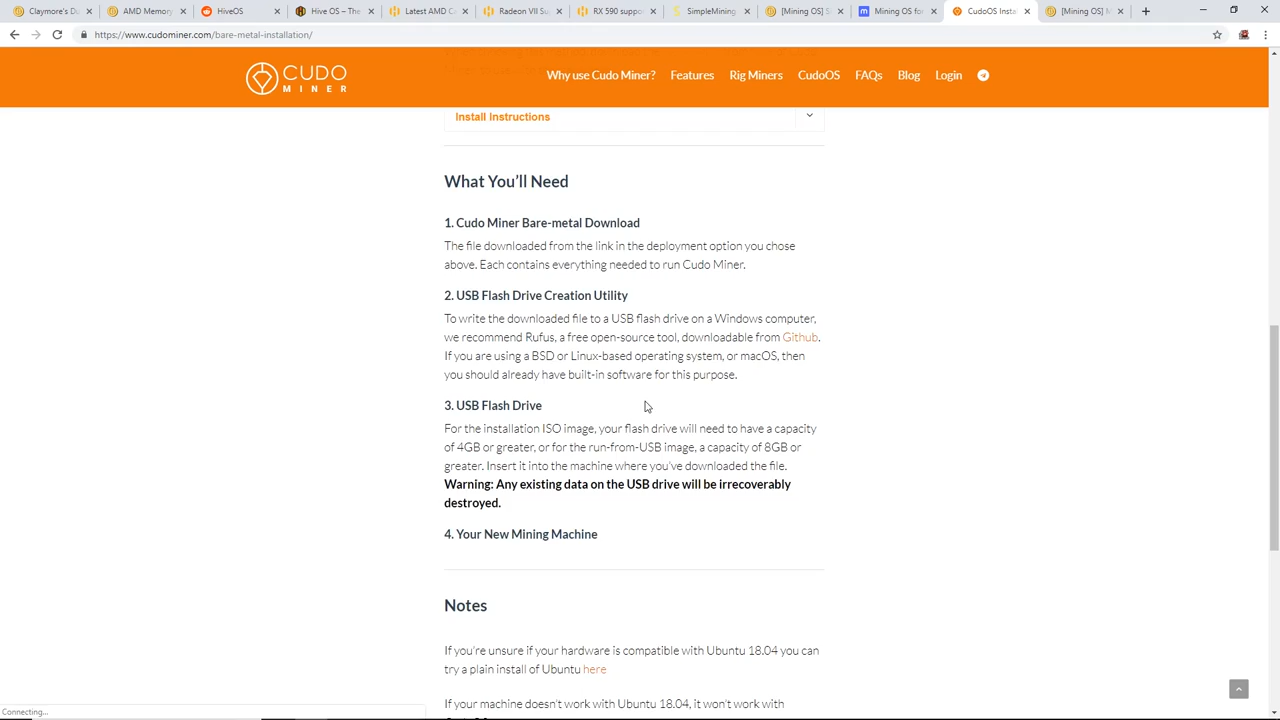 Claymore's Du
AMD Memory
HiveOS
Hive OS – The
Latest AMD C
Radeon VII Su
RX 590 suppo
SimpleMining
[Mining OS] S
Mining OS for
CudoOS Insta
[Mining OS] M
https://www.cudominer.com/bare-metal-installation/
CUDO
MINER
Why use Cudo Miner?
Features
Rig Miners
CudoOS
FAQs
Blog
Login
Install Instructions
What You'll Need
1. Cudo Miner Bare-metal Download
The file downloaded from the link in the deployment option you chose
above. Each contains everything needed to run Cudo Miner.
2. USB Flash Drive Creation Utility
To write the downloaded file to a USB flash drive on a Windows computer,
we recommend Rufus, a free open-source tool, downloadable from Github.
If you are using a BSD or Linux-based operating system, or macOS, then
you should already have built-in software for this purpose.
3. USB Flash Drive
For the installation ISO image, your flash drive will need to have a capacity
of 4GB or greater, or for the run-from-USB image, a capacity of 8GB or
greater. Insert it into the machine where you've downloaded the file.
Warning: Any existing data on the USB drive will be irrecoverably
destroyed.
4. Your New Mining Machine
Notes
If you're unsure if your hardware is compatible with Ubuntu 18.04 you can
try a plain install of Ubuntu here
If your machine doesn't work with Ubuntu 18.04, it won't work with
Connecting...